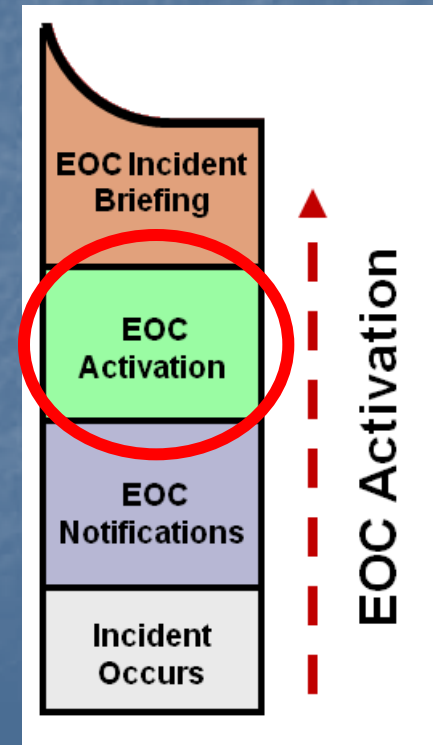 EOC Incident
Briefing
EOC
Activation
EOC
Notifications
Incident
Occurs
EOC Activation